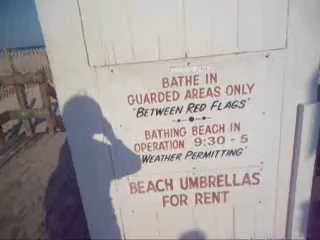 BATHE IN
GUARDED AREAS ONLY
"BETWEEN RED FLAGS"
BATHING BEACH IN
OPERATION 9:30-5
"WEATHER PERMITTING"
BEACH UMBRELLAS
FOR RENT